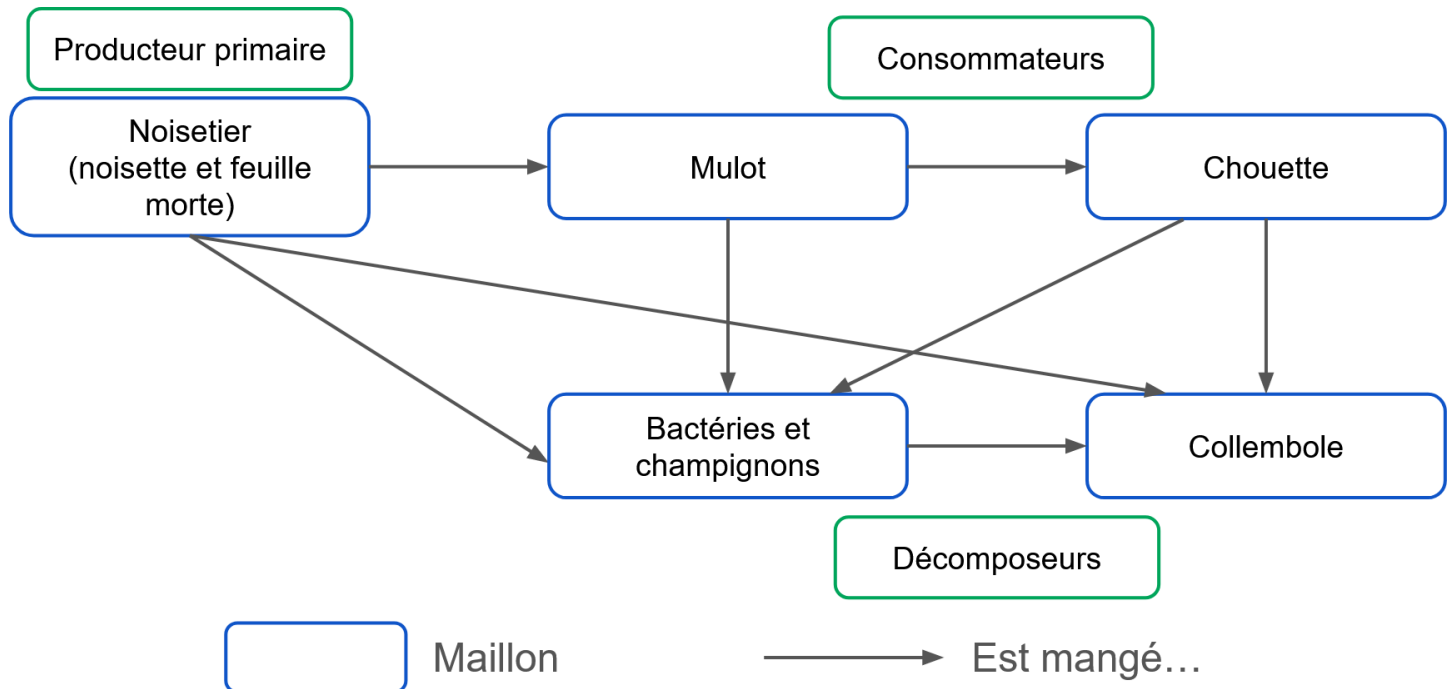 Producteur primaire
Consommateurs
Noisetier
(noisette et feuille
morte)
Mulot
Chouette
Bactéries et
champignons
Collembole
Décomposeurs
Maillon
Est mangé…